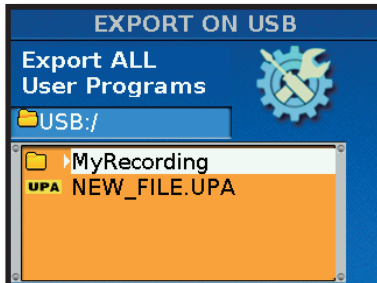 EXPORT ON USB
Export ALL
User Programs
USB:/
MyRecording
UPA NEW_FILE.UPA